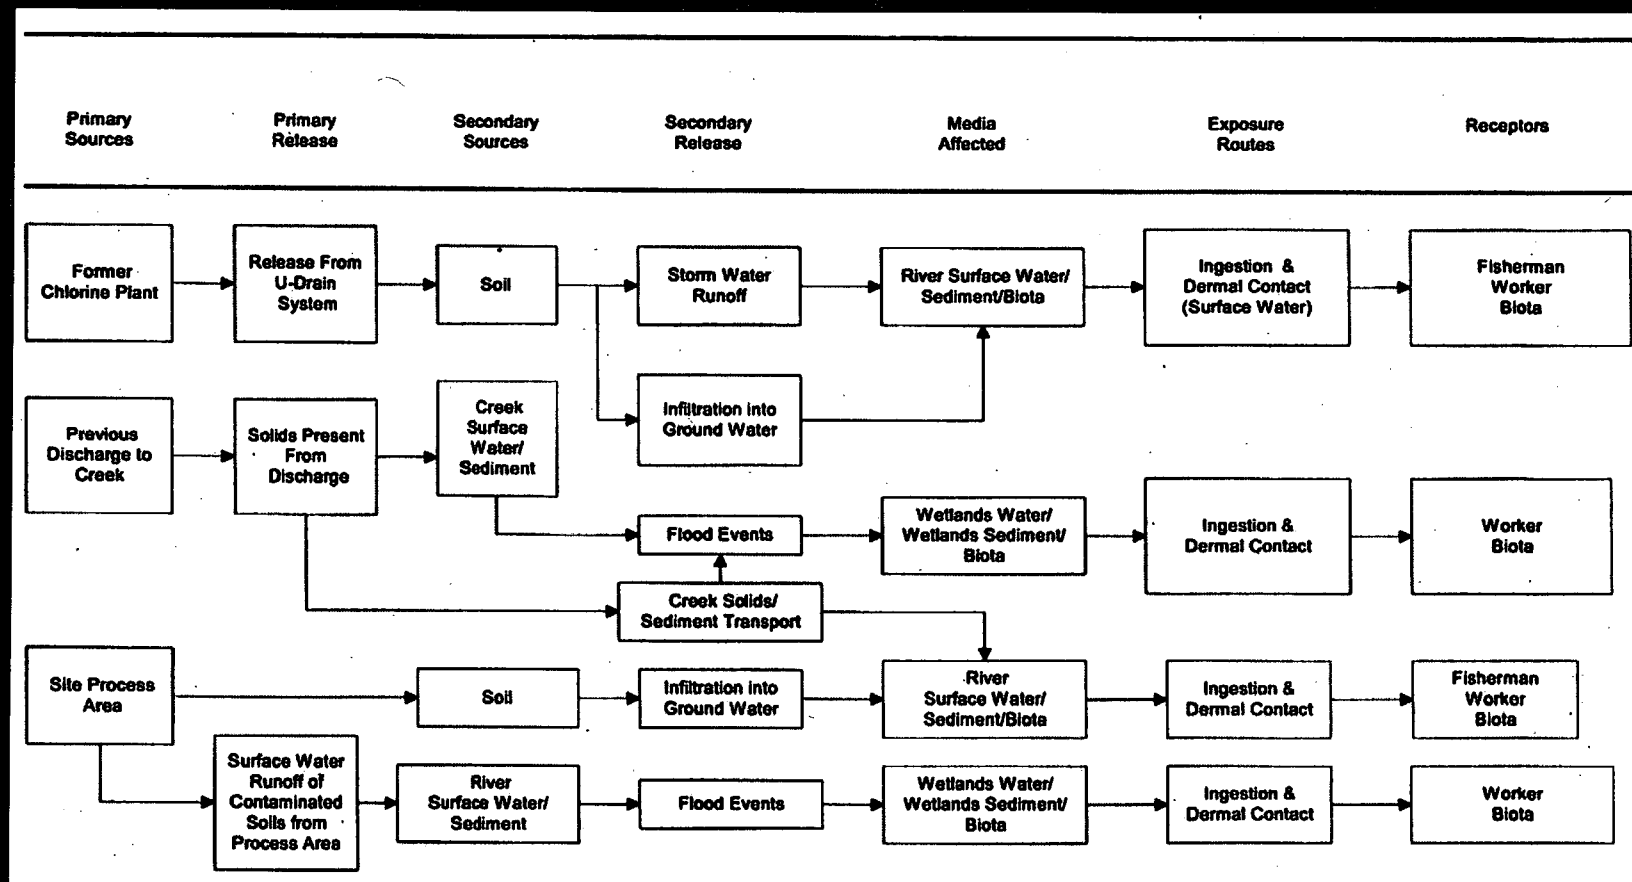 Primary
Sources
Primary
Release
Secondary
Sources
Secondary
Release
Media
Affected
Exposure
Routes
Receptors
Former
Chlorine Plant
Release From
U-Drain
System
Soil
Storm Water
Runoff
River Surface Water/
Sediment/Biota
Ingestion &
Dermal Contact
(Surface Water)
Fisherman
Worker
Biota
Infiltration into
Ground Water
Previous
Discharge to
Creek
Solids Present
From
Discharge
Creek
Surface
Water/
Sediment
Flood Events
Wetlands Water/
Wetlands Sediment/
Biota
Ingestion &
Dermal Contact
Worker
Biota
Creek Solids/
Sediment Transport
Site Process
Area
Soil
Infiltration into
Ground Water
River
Surface Water/
Sediment/Biota
Ingestion &
Dermal Contact
Fisherman
Worker
Biota
Surface Water
Runoff of
Contaminated
Soils from
Process Area
River
Surface Water/
Sediment
Flood Events
Wetlands Water/
Wetlands Sediment/
Biota
Ingestion &
Dermal Contact
Worker
Biota